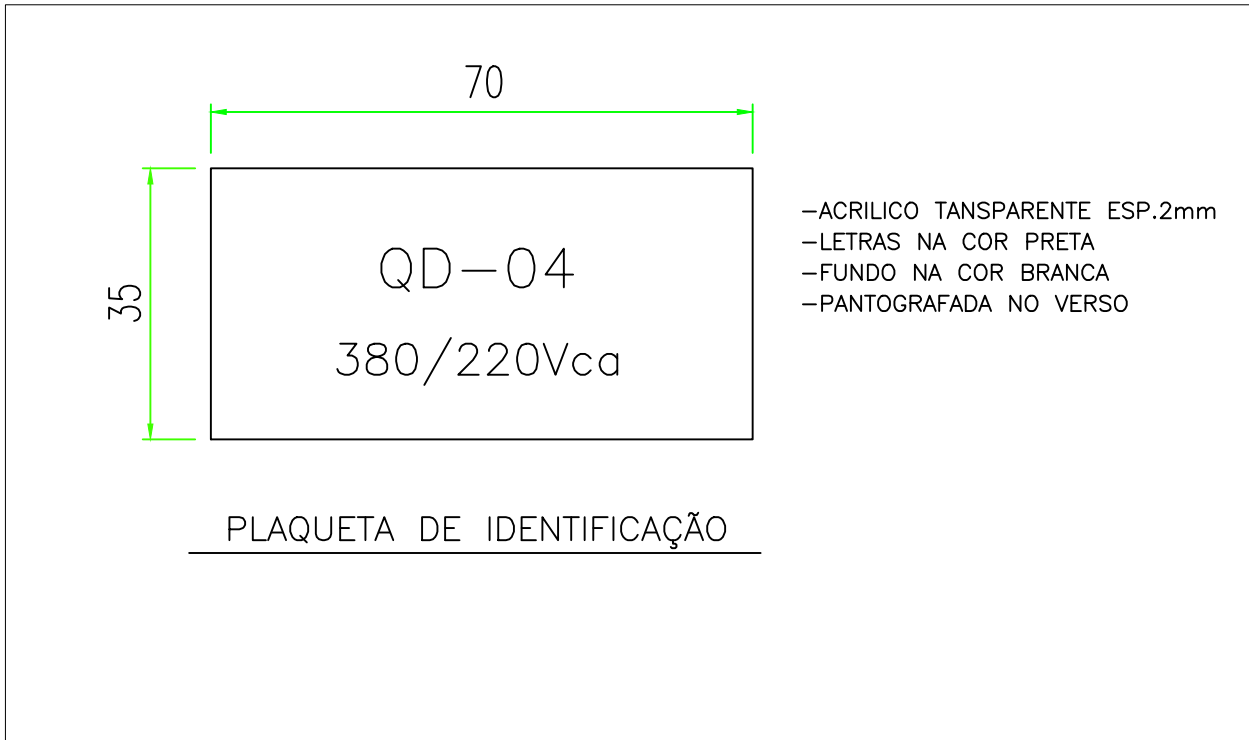 70
35
QD-04
380/220Vca
-ACRILICO TANSPARENTE ESP.2mm
-LETRAS NA COR PRETA
-FUNDO NA COR BRANCA
-PANTOGRAFADA NO VERSO
PLAQUETA DE IDENTIFICAÇÃO